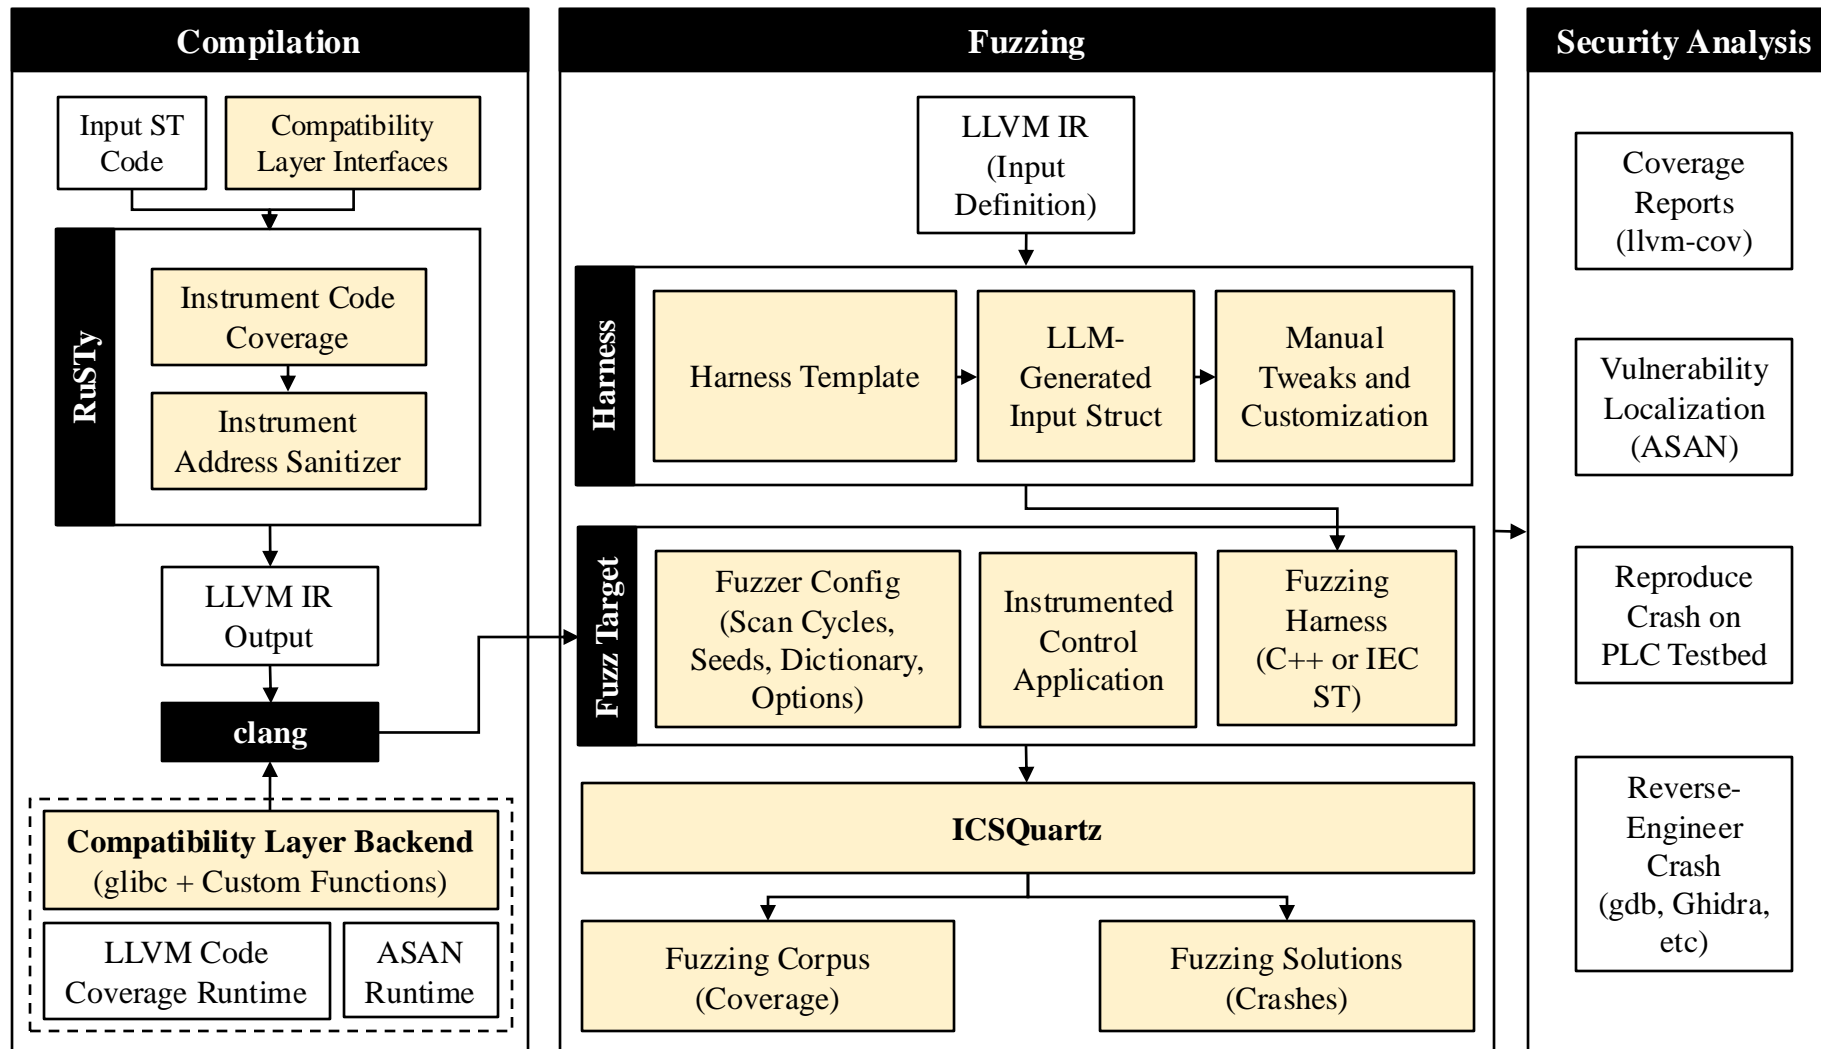 Compilation
Input ST
Code
Compatibility
Layer Interfaces
RuSTy
Instrument Code
Coverage
Instrument
Address Sanitizer
LLVM IR
Output
clang
Compatibility Layer Backend
(glibc + Custom Functions)
LLVM Code
Coverage Runtime
ASAN
Runtime
Fuzzing
LLVM IR
(Input
Definition)
Harness
Harness Template
LLM-
Generated
Input Struct
Manual
Tweaks and
Customization
Fuzz Target
Fuzzer Config
(Scan Cycles,
Seeds, Dictionary,
Options)
Instrumented
Control
Application
Fuzzing
Harness
(C++ or IEC
ST)
ICSQuartz
Fuzzing Corpus
(Coverage)
Fuzzing Solutions
(Crashes)
Security Analysis
Coverage
Reports
(llvm-cov)
Vulnerability
Localization
(ASAN)
Reproduce
Crash on
PLC Testbed
Reverse-
Engineer
Crash
(gdb, Ghidra,
etc)